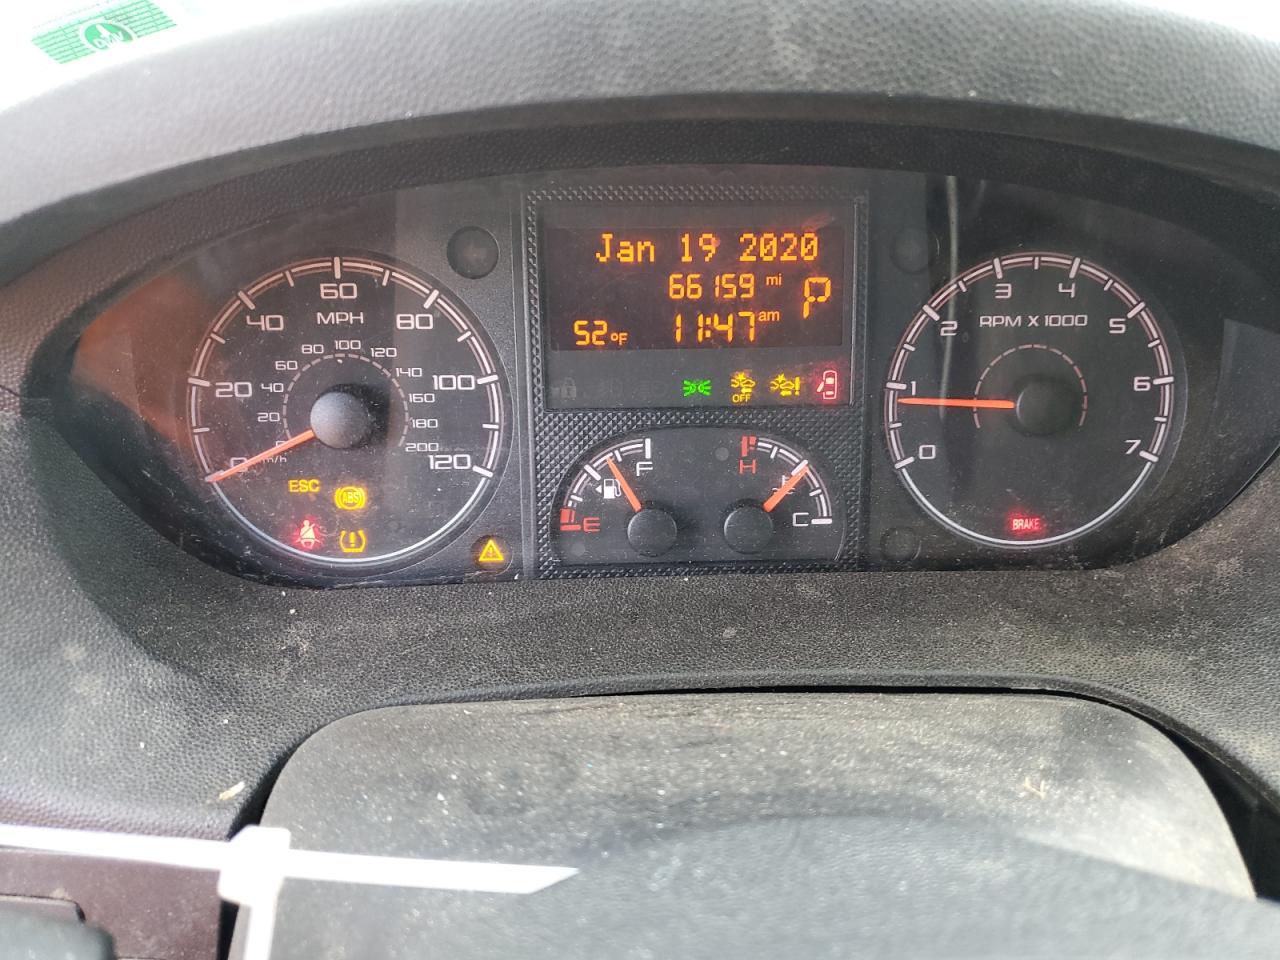 Jan 19 2020
66159 mi
P
52°F 11:47 am
OFF
0 20 40 60 80 100 120
MPH
20 40 60 80 100 120 140 160 180 200
km/h
ESC
ABS
F
E
H
C
0 1 2 3 4 5 6 7
RPM X 1000
BRAKE